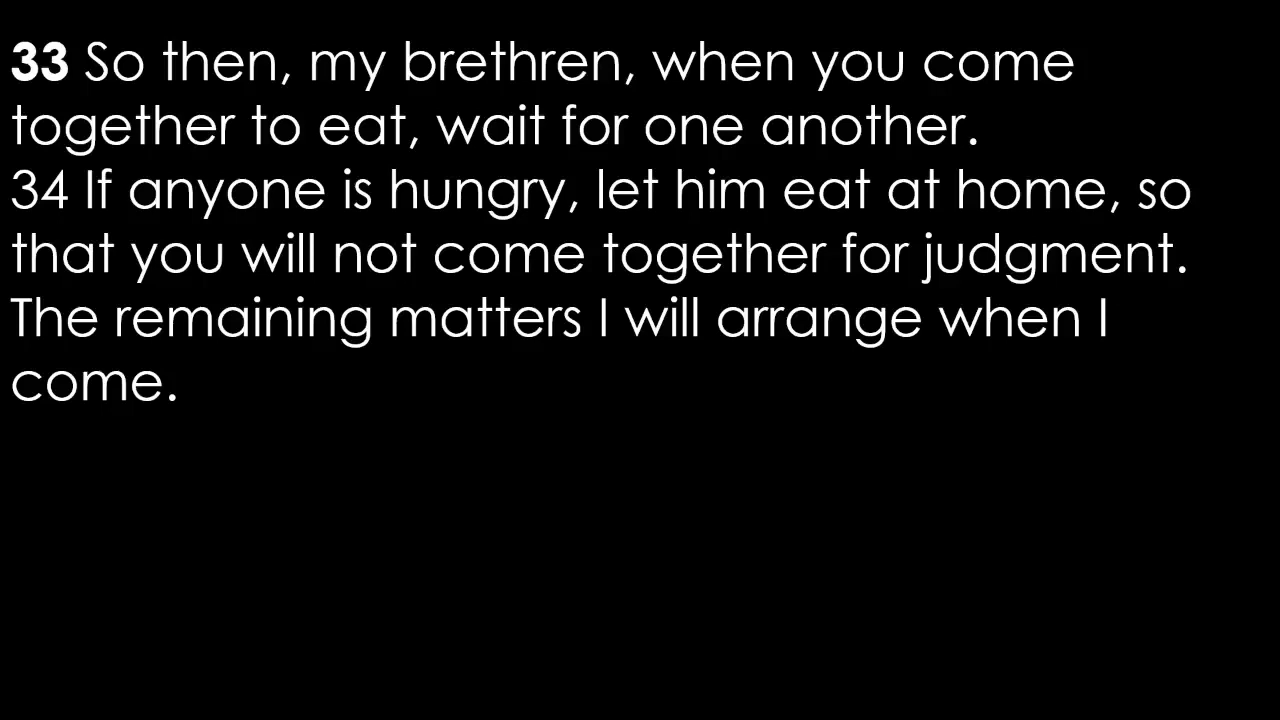 33 So then, my brethren, when you come
together to eat, wait for one another.
34 If anyone is hungry, let him eat at home, so
that you will not come together for judgment.
The remaining matters I will arrange when I
come.